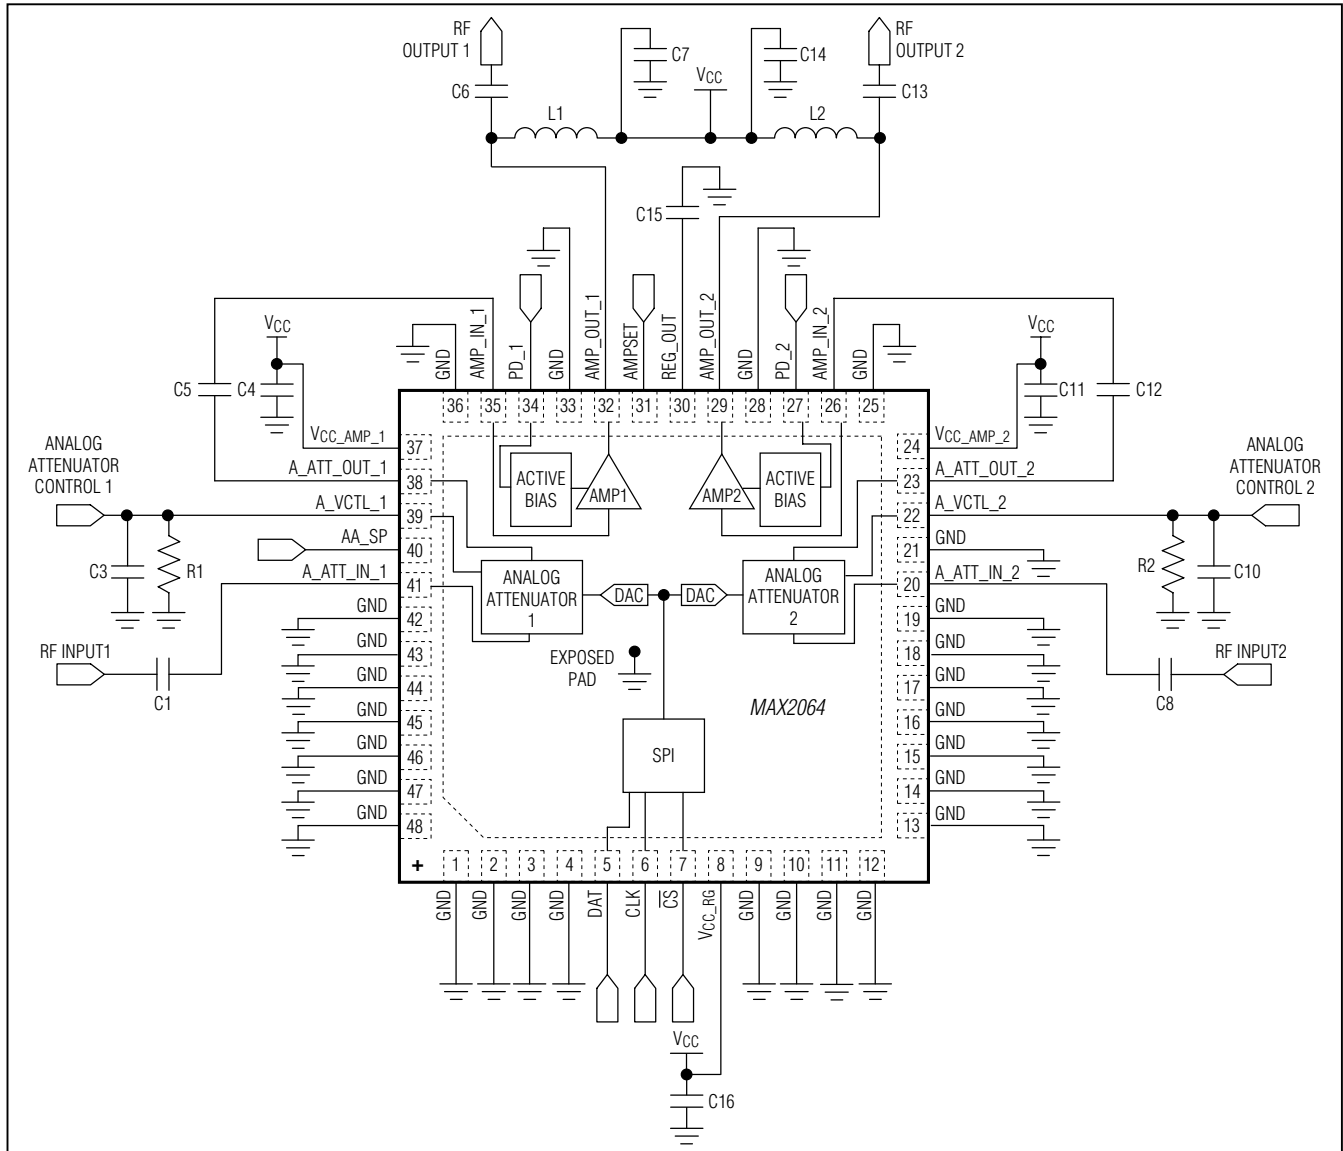 RF
OUTPUT 1
RF
OUTPUT 2
C6
C7
VCC
C14
C13
L1
L2
C15
C5
VCC
C4
GND
AMP_IN_1
PD_1
GND
AMP_OUT_1
AMPSET
REG_OUT
AMP_OUT_2
GND
PD_2
AMP_IN_2
GND
VCC
C11
C12
36
35
34
33
32
31
30
29
28
27
26
25
ANALOG
ATTENUATOR
CONTROL 1
VCC_AMP_1
37
A_ATT_OUT_1
38
A_VCTL_1
39
AA_SP
40
A_ATT_IN_1
41
GND
42
GND
43
GND
44
GND
45
GND
46
GND
47
GND
48
C3
R1
RF INPUT1
C1
ACTIVE
BIAS
AMP1
AMP2
ACTIVE
BIAS
ANALOG
ATTENUATOR
1
DAC
DAC
ANALOG
ATTENUATOR
2
EXPOSED
PAD
MAX2064
SPI
24
VCC_AMP_2
23
A_ATT_OUT_2
22
A_VCTL_2
21
GND
20
A_ATT_IN_2
19
GND
18
GND
17
GND
16
GND
15
GND
14
GND
13
GND
ANALOG
ATTENUATOR
CONTROL 2
R2
C10
RF INPUT2
C8
+
1
2
3
4
5
6
7
8
9
10
11
12
GND
GND
GND
GND
DAT
CLK
CS
VCC_RG
GND
GND
GND
GND
VCC
C16